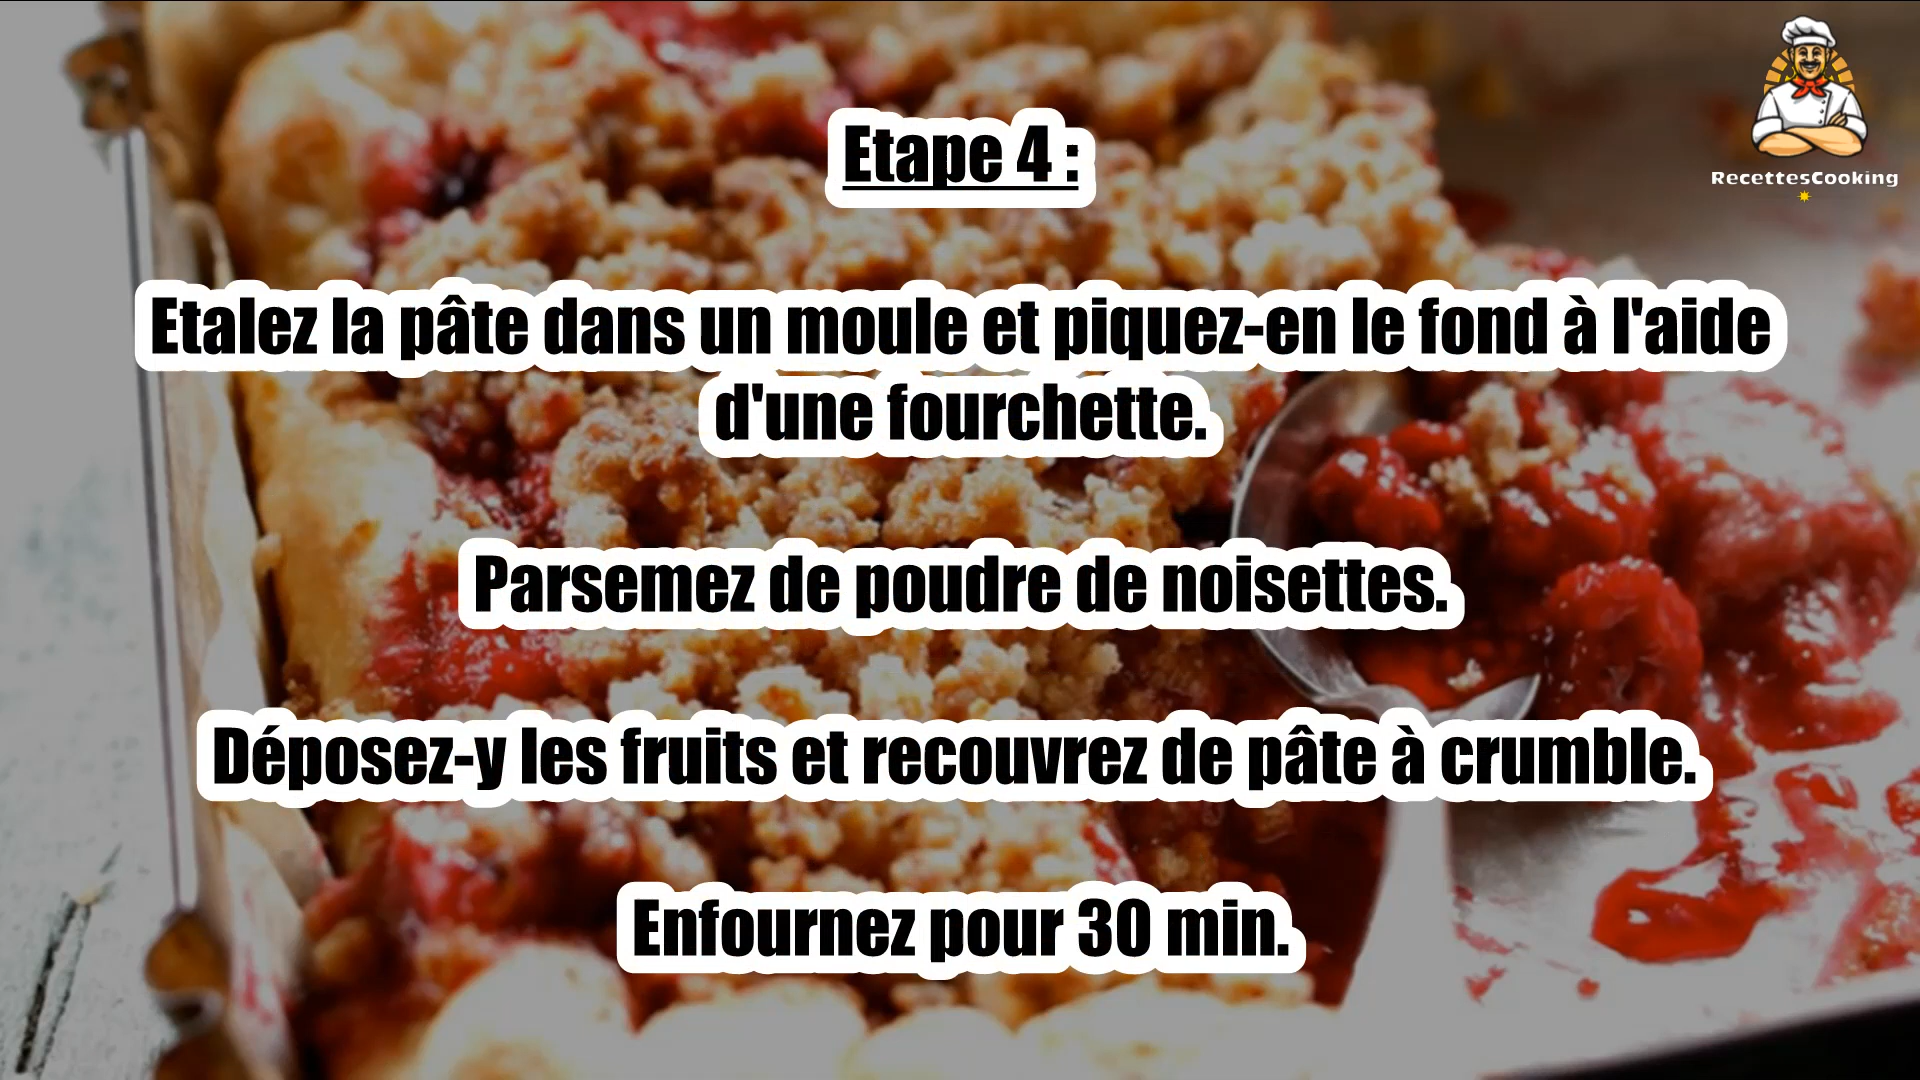 RecettesCooking
Etape 4 :
Etalez la pâte dans un moule et piquez-en le fond à l'aide
d'une fourchette.
Parsemez de poudre de noisettes.
Déposez-y les fruits et recouvrez de pâte à crumble.
Enfournez pour 30 min.